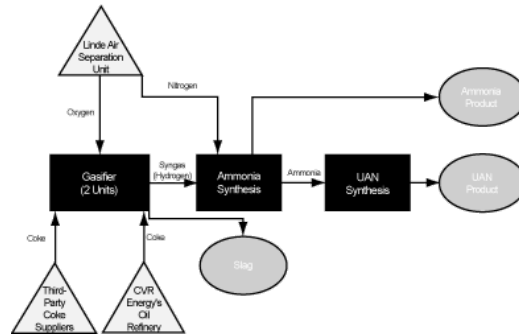 Linde Air
Separation
Unit
Nitrogen
Oxygen
Ammonia
Product
Gasifier
(2 Units)
Syngas
(Hydrogen)
Ammonia
Synthesis
Ammonia
UAN
Synthesis
UAN
Product
Coke
Coke
Slag
Third-
Party
Coke
Suppliers
CVR
Energy's
Oil
Refinery